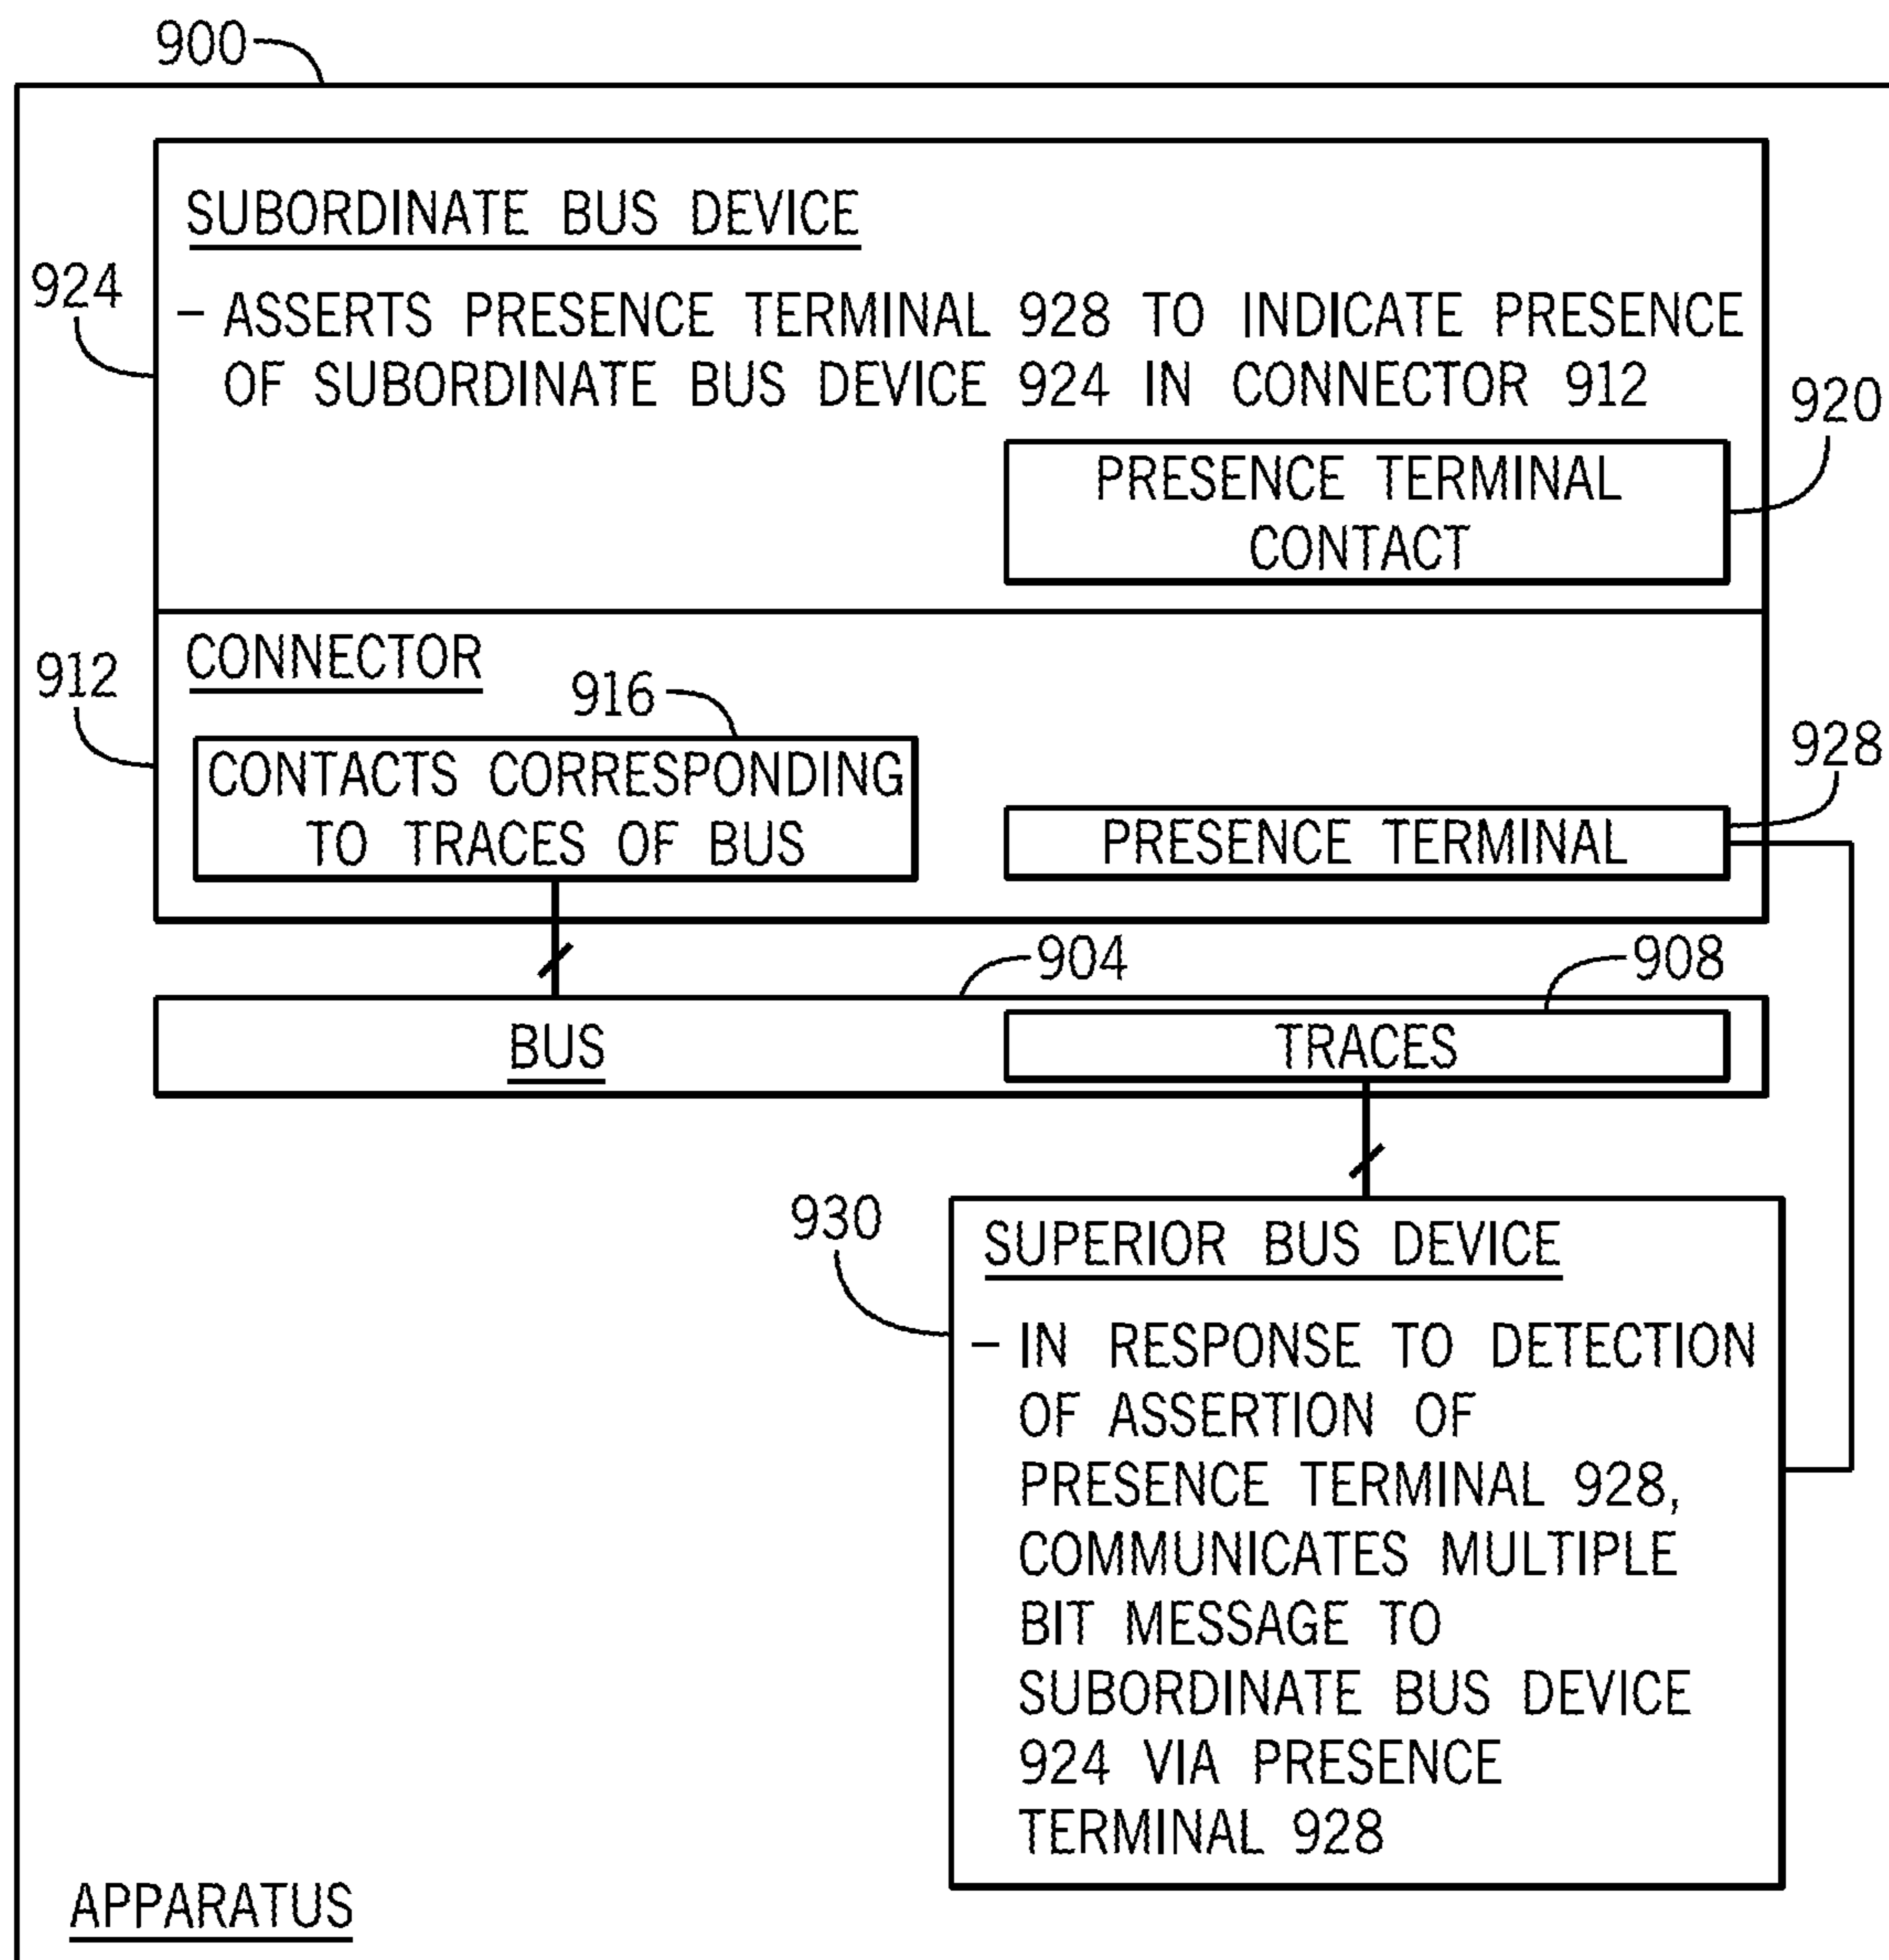 900
SUBORDINATE BUS DEVICE
924
- ASSERTS PRESENCE TERMINAL 928 TO INDICATE PRESENCE
OF SUBORDINATE BUS DEVICE 924 IN CONNECTOR 912
920
PRESENCE TERMINAL
CONTACT
CONNECTOR
912
916
928
CONTACTS CORRESPONDING
TO TRACES OF BUS
PRESENCE TERMINAL
904
908
BUS
TRACES
930
SUPERIOR BUS DEVICE
- IN RESPONSE TO DETECTION
OF ASSERTION OF
PRESENCE TERMINAL 928,
COMMUNICATES MULTIPLE
BIT MESSAGE TO
SUBORDINATE BUS DEVICE
924 VIA PRESENCE
TERMINAL 928
APPARATUS